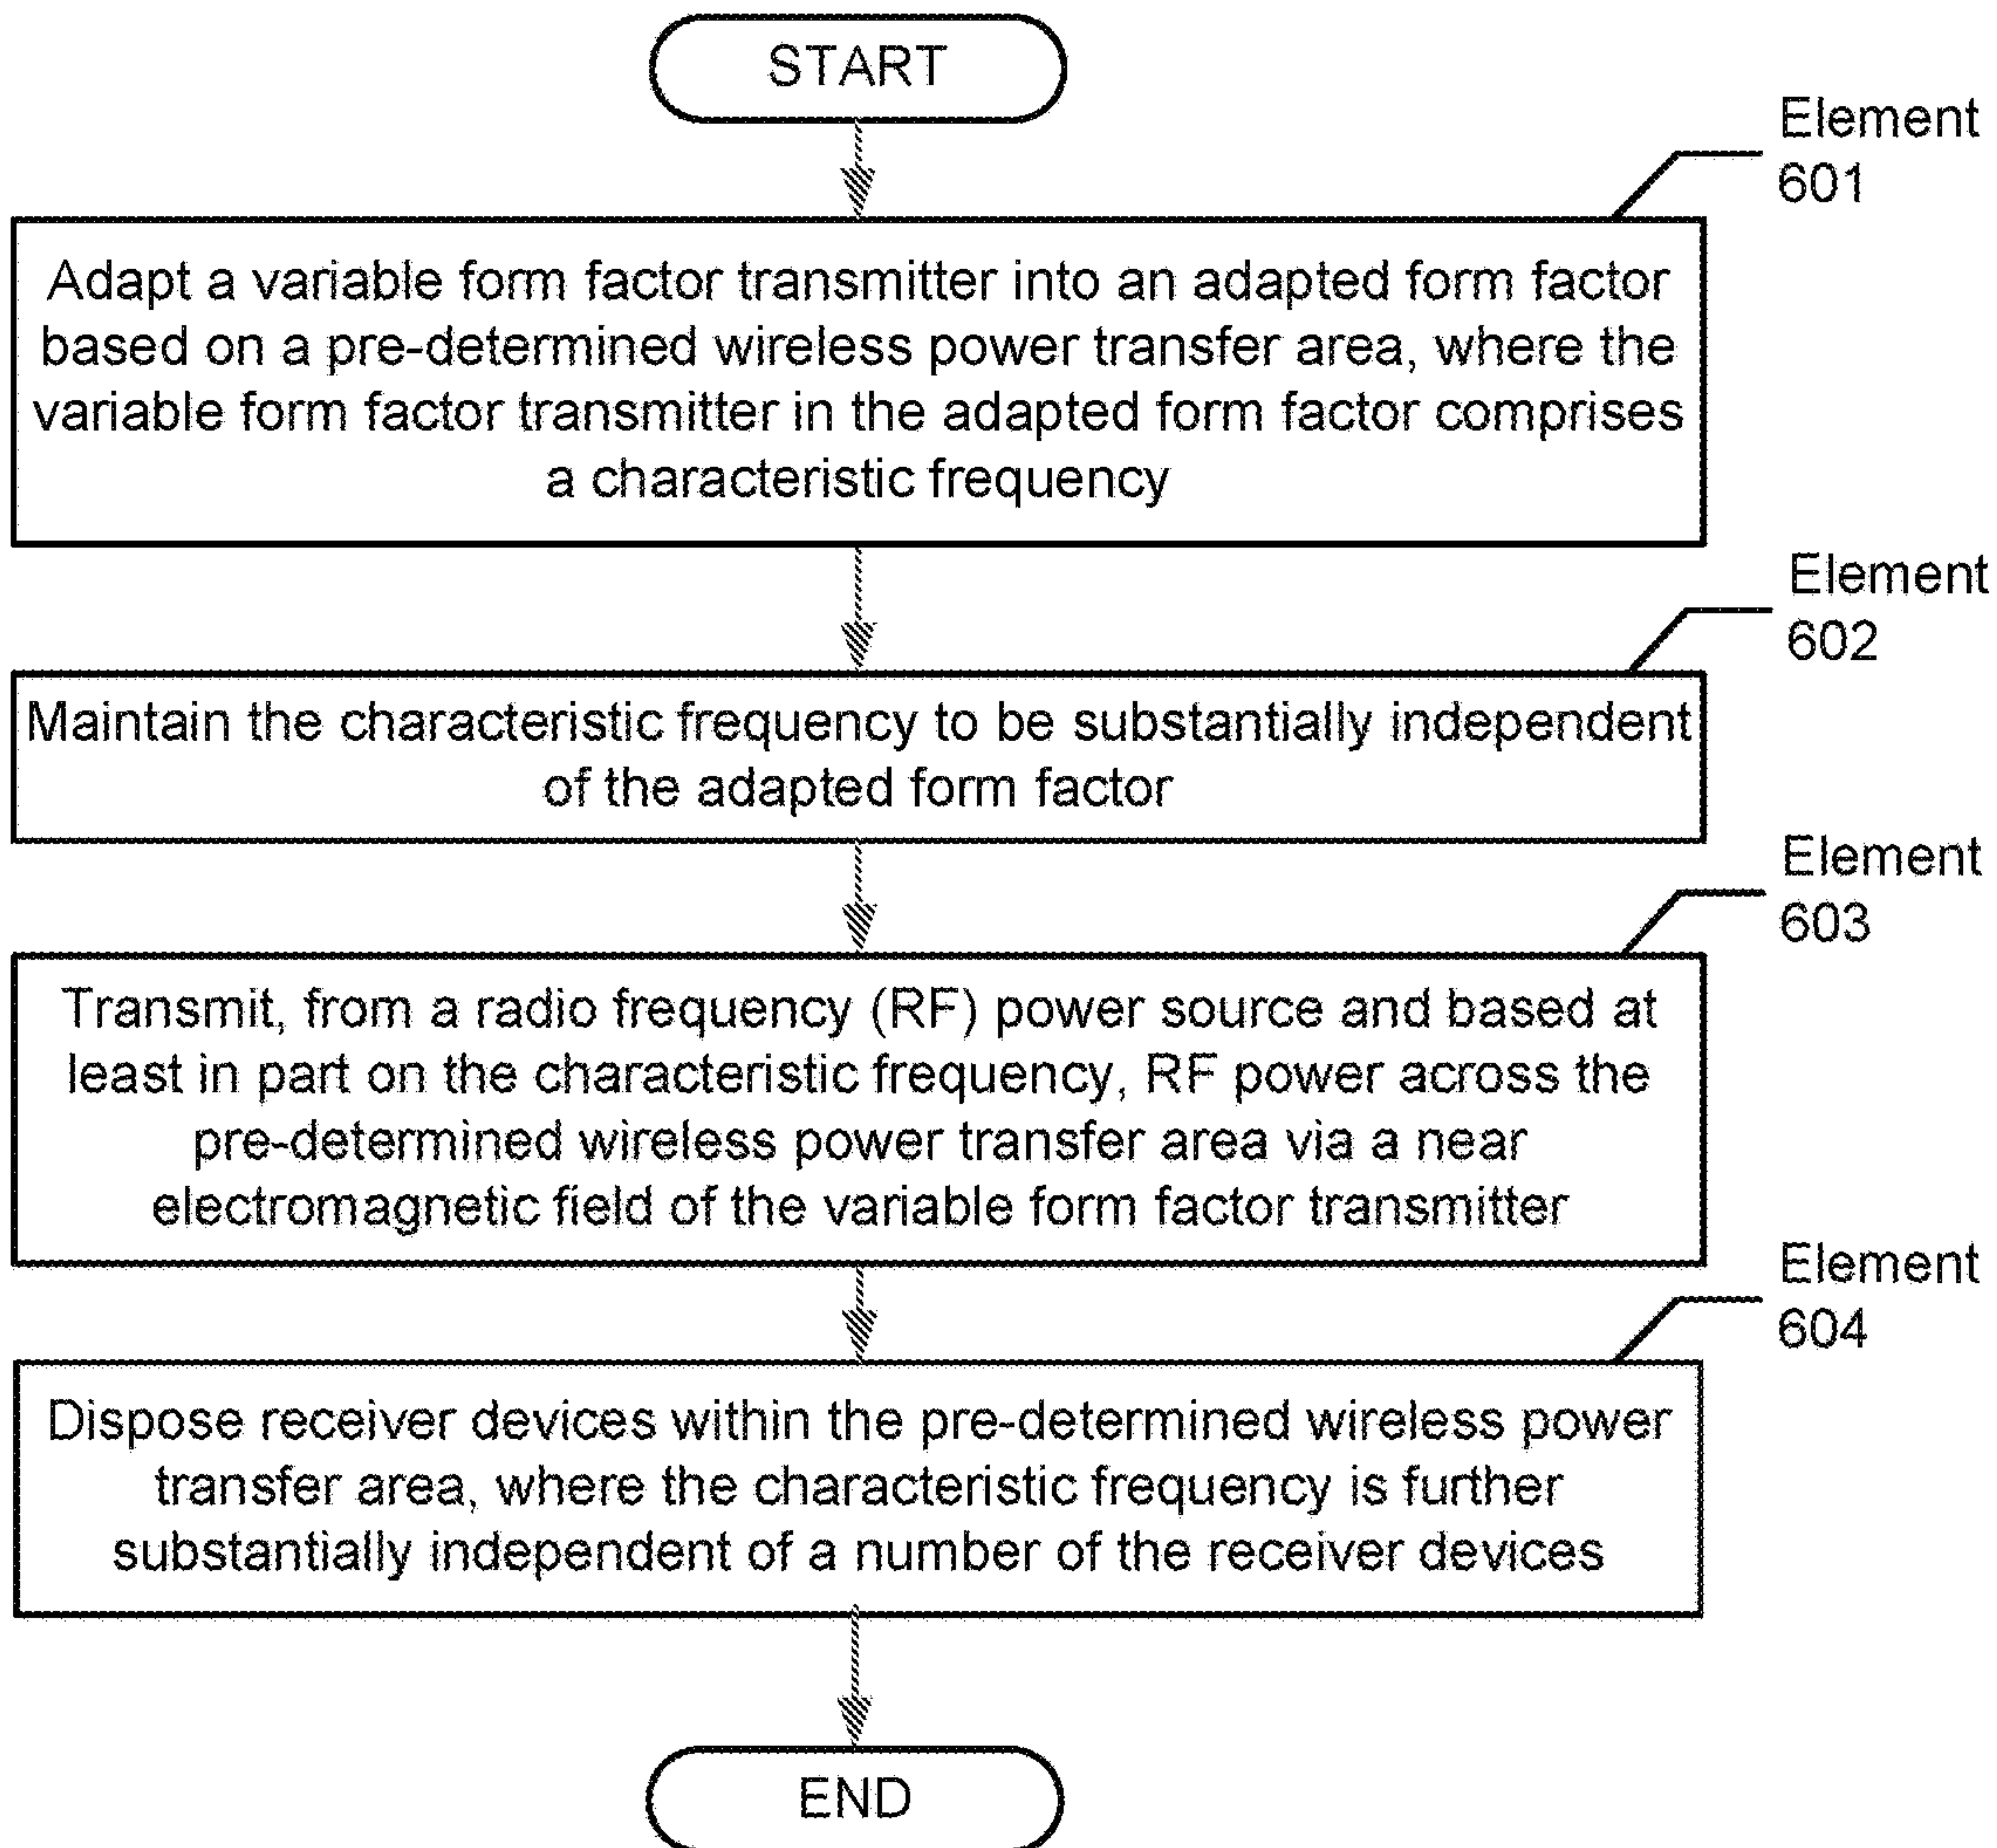 START
Element
601
Adapt a variable form factor transmitter into an adapted form factor
based on a pre-determined wireless power transfer area, where the
variable form factor transmitter in the adapted form factor comprises
a characteristic frequency
Element
602
Maintain the characteristic frequency to be substantially independent
of the adapted form factor
Element
603
Transmit, from a radio frequency (RF) power source and based at
least in part on the characteristic frequency, RF power across the
pre-determined wireless power transfer area via a near
electromagnetic field of the variable form factor transmitter
Element
604
Dispose receiver devices within the pre-determined wireless power
transfer area, where the characteristic frequency is further
substantially independent of a number of the receiver devices
END